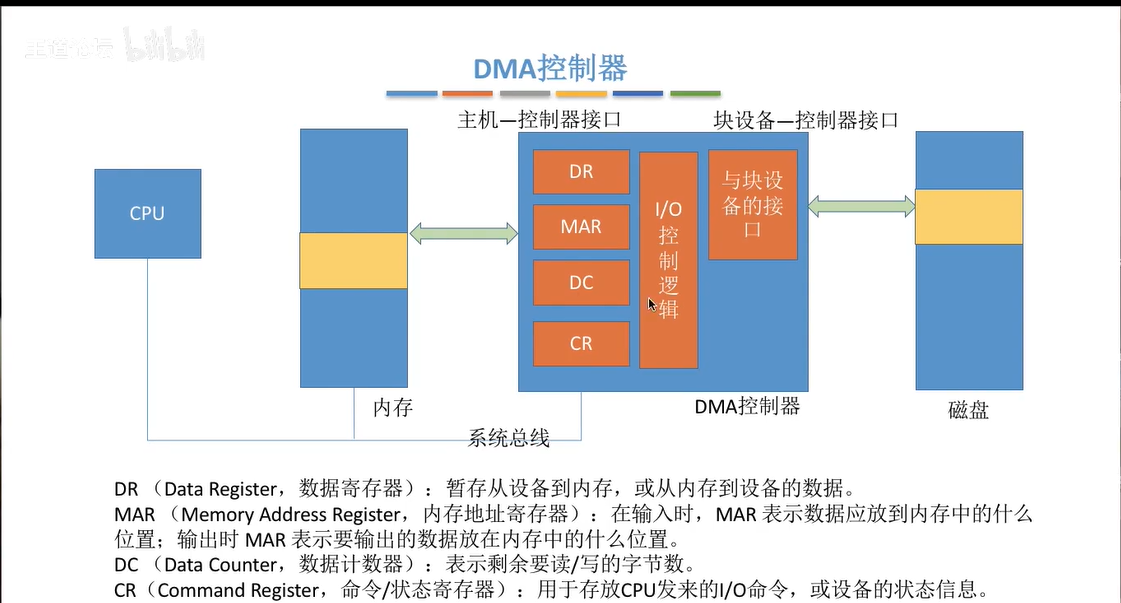 王道论坛 bilibili
DMA控制器
主机—控制器接口
块设备—控制器接口
CPU
DR
MAR
DC
CR
I/O
控
制
逻
辑
与块设
备的接
口
内存
DMA控制器
磁盘
系统总线
DR （Data Register，数据寄存器）：暂存从设备到内存，或从内存到设备的数据。
MAR （Memory Address Register，内存地址寄存器）：在输入时，MAR 表示数据应放到内存中的什么
位置；输出时 MAR 表示要输出的数据放在内存中的什么位置。
DC （Data Counter，数据计数器）：表示剩余要读/写的字节数。
CR（Command Register，命令/状态寄存器）：用于存放CPU发来的I/O命令，或设备的状态信息。